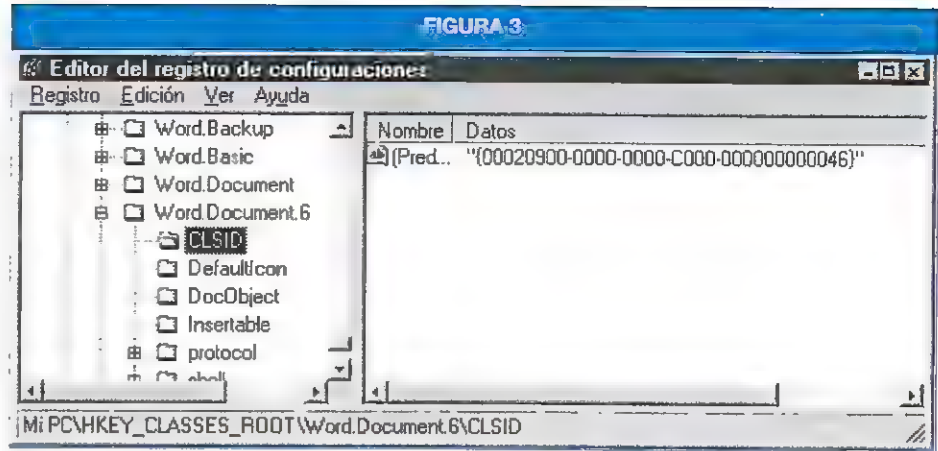 FIGURA 3
Editor del registro de configuraciones
Registro Edición Ver Ayuda
Word.Backup
Word.Basic
Word.Document
Word.Document.6
CLSID
DefaultIcon
DocObject
Insertable
protocol
shell
Nombre Datos
ab (Pred... "{00020900-0000-0000-C000-000000000046}"
Mi PC\HKEY_CLASSES_ROOT\Word.Document.6\CLSID